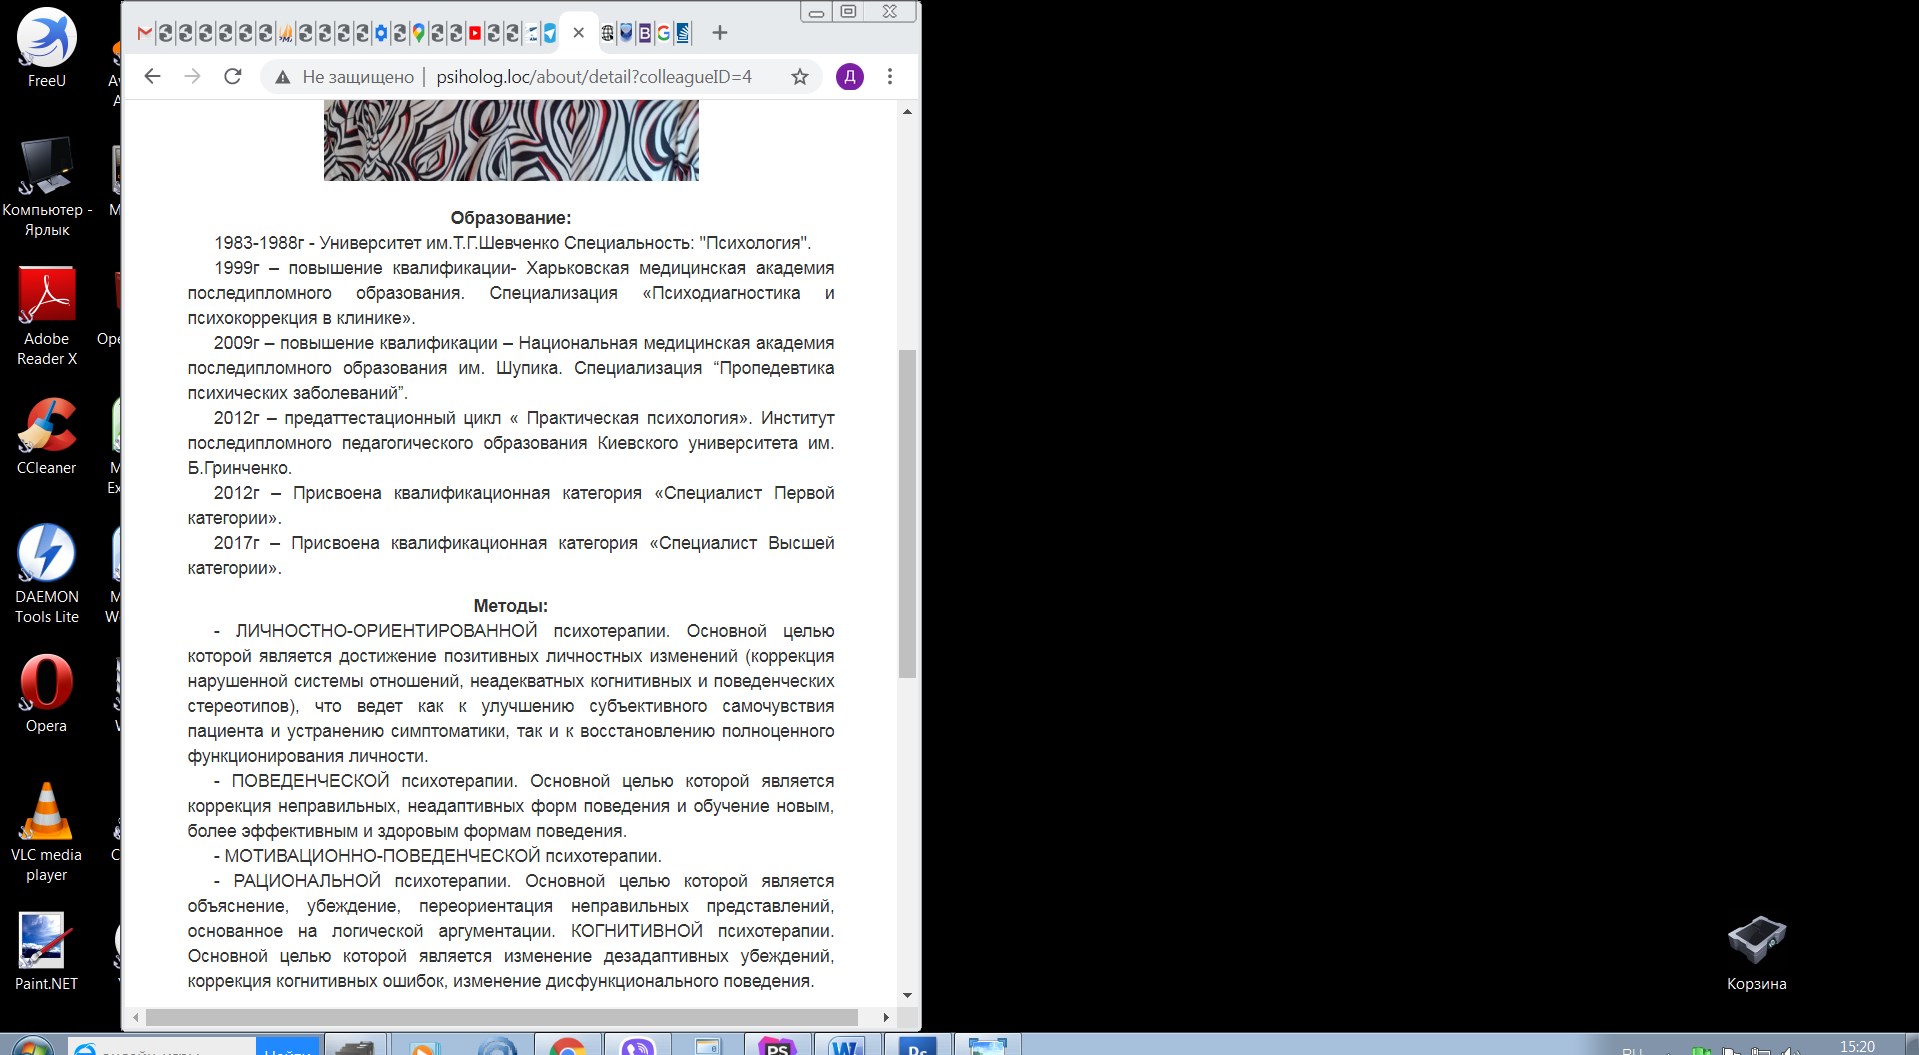 FreeU
Компьютер -
Ярлык
Adobe
Reader X
CCleaner
DAEMON
Tools Lite
Opera
VLC media
player
Paint.NET
Не защищено | psiholog.loc/about/detail?colleagueID=4
Д
Образование:
1983-1988г - Университет им.Т.Г.Шевченко Специальность: "Психология".
1999г – повышение квалификации- Харьковская медицинская академия
последипломного образования. Специализация «Психодиагностика и
психокоррекция в клинике».
2009г – повышение квалификации – Национальная медицинская академия
последипломного образования им. Шупика. Специализация “Пропедевтика
психических заболеваний”.
2012г – предаттестационный цикл « Практическая психология». Институт
последипломного педагогического образования Киевского университета им.
Б.Гринченко.
2012г – Присвоена квалификационная категория «Специалист Первой
категории».
2017г – Присвоена квалификационная категория «Специалист Высшей
категории».
Методы:
- ЛИЧНОСТНО-ОРИЕНТИРОВАННОЙ психотерапии. Основной целью
которой является достижение позитивных личностных изменений (коррекция
нарушенной системы отношений, неадекватных когнитивных и поведенческих
стереотипов), что ведет как к улучшению субъективного самочувствия
пациента и устранению симптоматики, так и к восстановлению полноценного
функционирования личности.
- ПОВЕДЕНЧЕСКОЙ психотерапии. Основной целью которой является
коррекция неправильных, неадаптивных форм поведения и обучение новым,
более эффективным и здоровым формам поведения.
- МОТИВАЦИОННО-ПОВЕДЕНЧЕСКОЙ психотерапии.
- РАЦИОНАЛЬНОЙ психотерапии. Основной целью которой является
объяснение, убеждение, переориентация неправильных представлений,
основанное на логической аргументации. КОГНИТИВНОЙ психотерапии.
Основной целью которой является изменение дезадаптивных убеждений,
коррекция когнитивных ошибок, изменение дисфункционального поведения.
Корзина
15:20